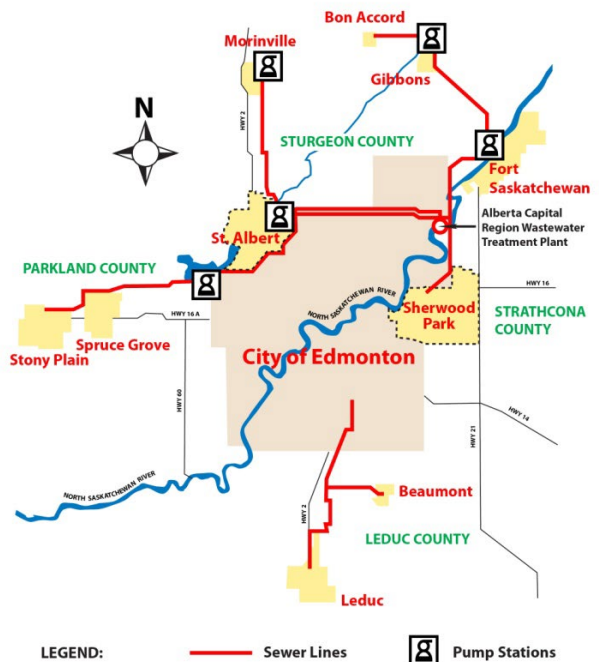 Bon Accord
Morinville
Gibbons
N
HWY 2
STURGEON COUNTY
Fort
Saskatchewan
St. Albert
Alberta Capital
Region Wastewater
Treatment Plant
PARKLAND COUNTY
HWY 16
NORTH SASKATCHEWAN RIVER
Sherwood
Park
STRATHCONA
COUNTY
HWY 16 A
Spruce Grove
Stony Plain
City of Edmonton
HWY 60
HWY 14
HWY 21
NORTH SASKATCHEWAN RIVER
Beaumont
HWY 2
LEDUC COUNTY
Leduc
LEGEND:
Sewer Lines
Pump Stations